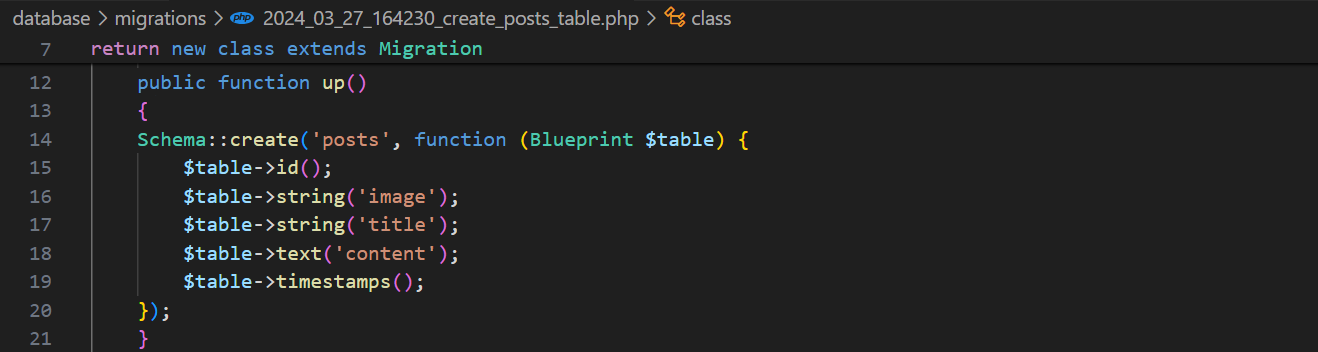 database > migrations > php 2024_03_27_164230_create_posts_table.php > class
7 return new class extends Migration
12 public function up()
13 {
14 Schema::create('posts', function (Blueprint $table) {
15 $table->id();
16 $table->string('image');
17 $table->string('title');
18 $table->text('content');
19 $table->timestamps();
20 });
21 }